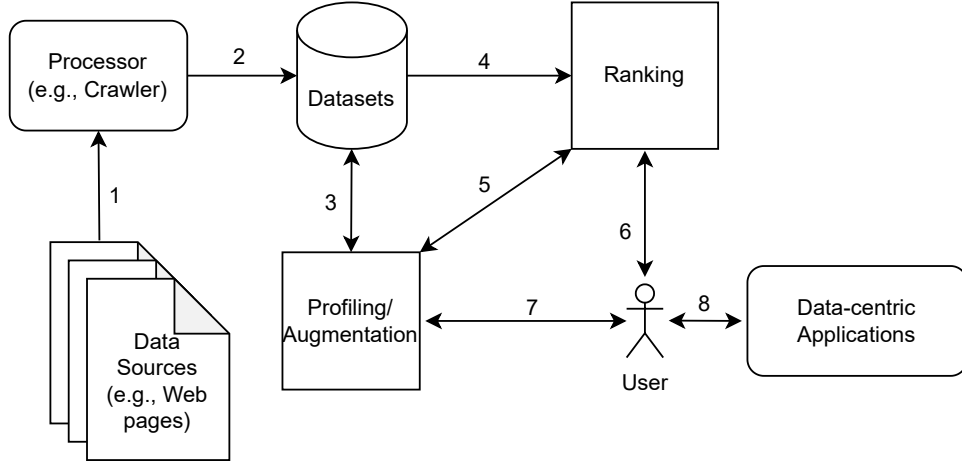 Processor
(e.g., Crawler)
2
Datasets
4
Ranking
1
3
5
6
Data
Sources
(e.g., Web
pages)
Profiling/
Augmentation
7
User
8
Data-centric
Applications